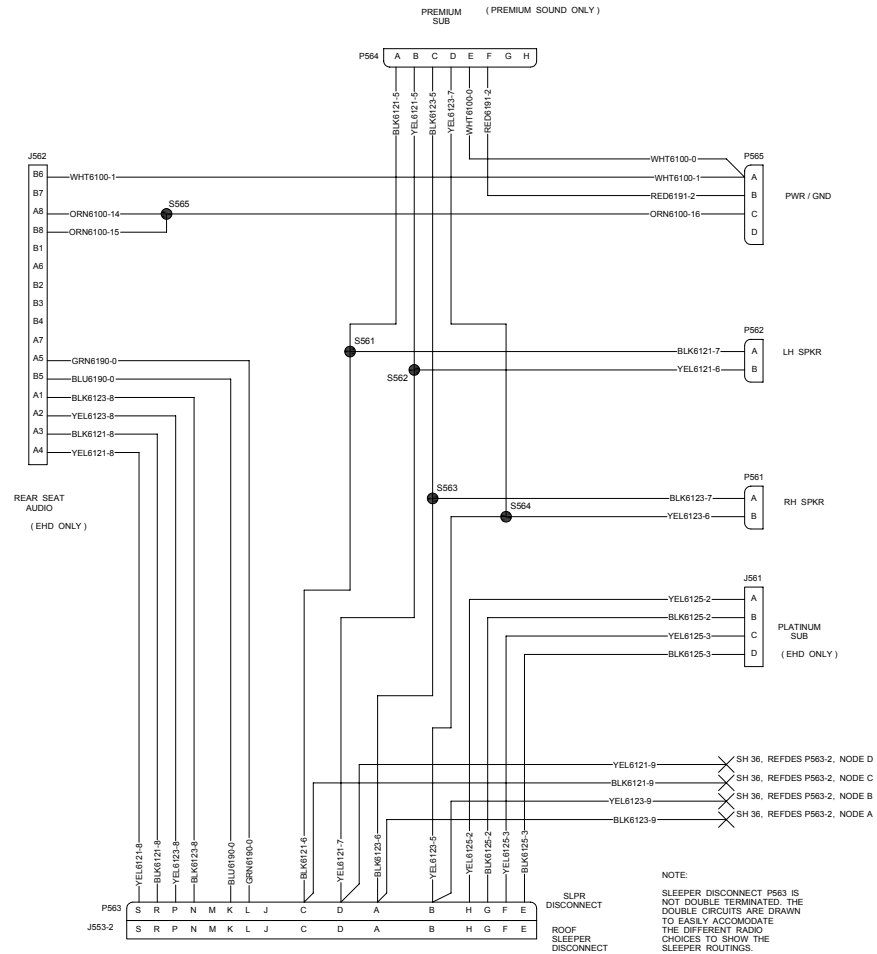 PREMIUM SUB
( PREMIUM SOUND ONLY )
P564 A B C D E F G H
BLK6121-5
YEL6121-5
BLK6123-5
YEL6123-7
WHT6100-0
RED6191-2
J562
B6 WHT6100-1
B7
A8 ORN6100-14
S565
B8 ORN6100-15
B1
A6
B2
B3
B4
A7
A5 GRN6190-0
B5 BLU6190-0
A1 BLK6123-8
A2 YEL6123-8
A3 BLK6121-8
A4 YEL6121-8
REAR SEAT
AUDIO
( EHD ONLY )
P565
WHT6100-0
WHT6100-1 A
RED6191-2 B
ORN6100-16 C
D
PWR / GND
S561
S562
P562
BLK6121-7 A
YEL6121-6 B
LH SPKR
S563
S564
P561
BLK6123-7 A
YEL6123-6 B
RH SPKR
J561
YEL6125-2 A
BLK6125-2 B
YEL6125-3 C
BLK6125-3 D
PLATINUM
SUB
( EHD ONLY )
YEL6121-9 SH 36, REFDES P563-2, NODE D
BLK6121-9 SH 36, REFDES P563-2, NODE C
YEL6123-9 SH 36, REFDES P563-2, NODE B
BLK6123-9 SH 36, REFDES P563-2, NODE A
YEL6121-8
BLK6121-8
YEL6123-8
BLK6123-8
BLU6190-0
GRN6190-0
BLK6121-6
YEL6121-7
BLK6123-6
YEL6123-5
YEL6125-2
BLK6125-2
YEL6125-3
BLK6125-3
P563 S R P N M K L J C D A B H G F E
SLPR
DISCONNECT
J553-2 S R P N M K L J C D A B H G F E
ROOF
SLEEPER
DISCONNECT
NOTE:
SLEEPER DISCONNECT P563 IS
NOT DOUBLE TERMINATED. THE
DOUBLE CIRCUITS ARE DRAWN
TO EASILY ACCOMODATE
THE DIFFERENT RADIO
CHOICES TO SHOW THE
SLEEPER ROUTINGS.